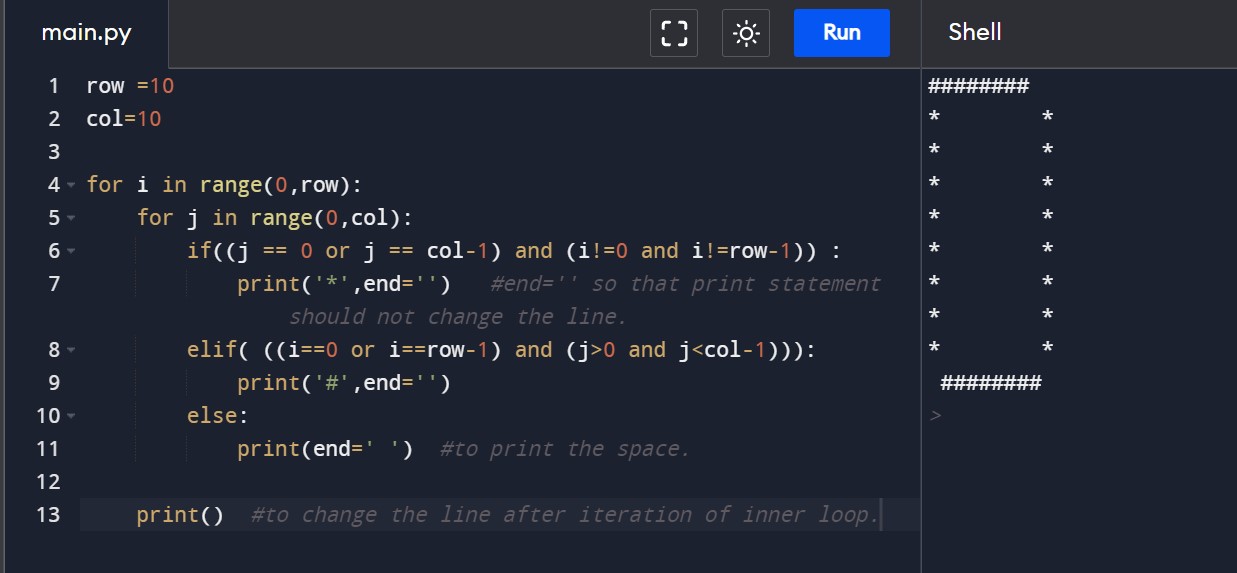 main.py
Run
Shell
1 row =10
2 col=10
3
4 for i in range(0,row):
5     for j in range(0,col):
6         if((j == 0 or j == col-1) and (i!=0 and i!=row-1)) :
7             print('*',end='')   #end='' so that print statement
                should not change the line.
8         elif( ((i==0 or i==row-1) and (j>0 and j<col-1))):
9             print('#',end='')
10         else:
11             print(end=' ')  #to print the space.
12
13     print()  #to change the line after iteration of inner loop.
########
*        *
*        *
*        *
*        *
*        *
*        *
*        *
*        *
 ########
>